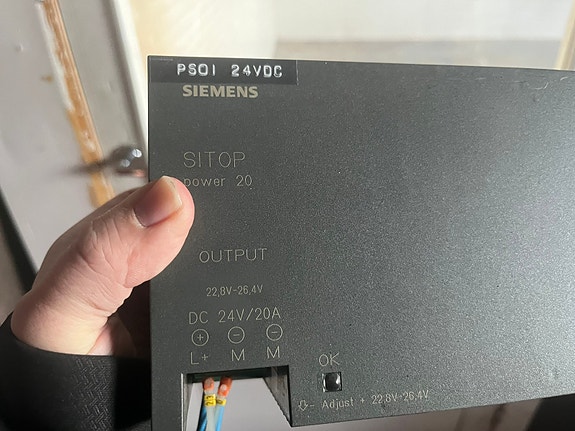 PS01 24VDC
SIEMENS
SITOP
power 20
OUTPUT
22,8V-26,4V
DC 24V/20A
+ - -
L+ M M
OK
- Adjust + 22,8V-26,4V